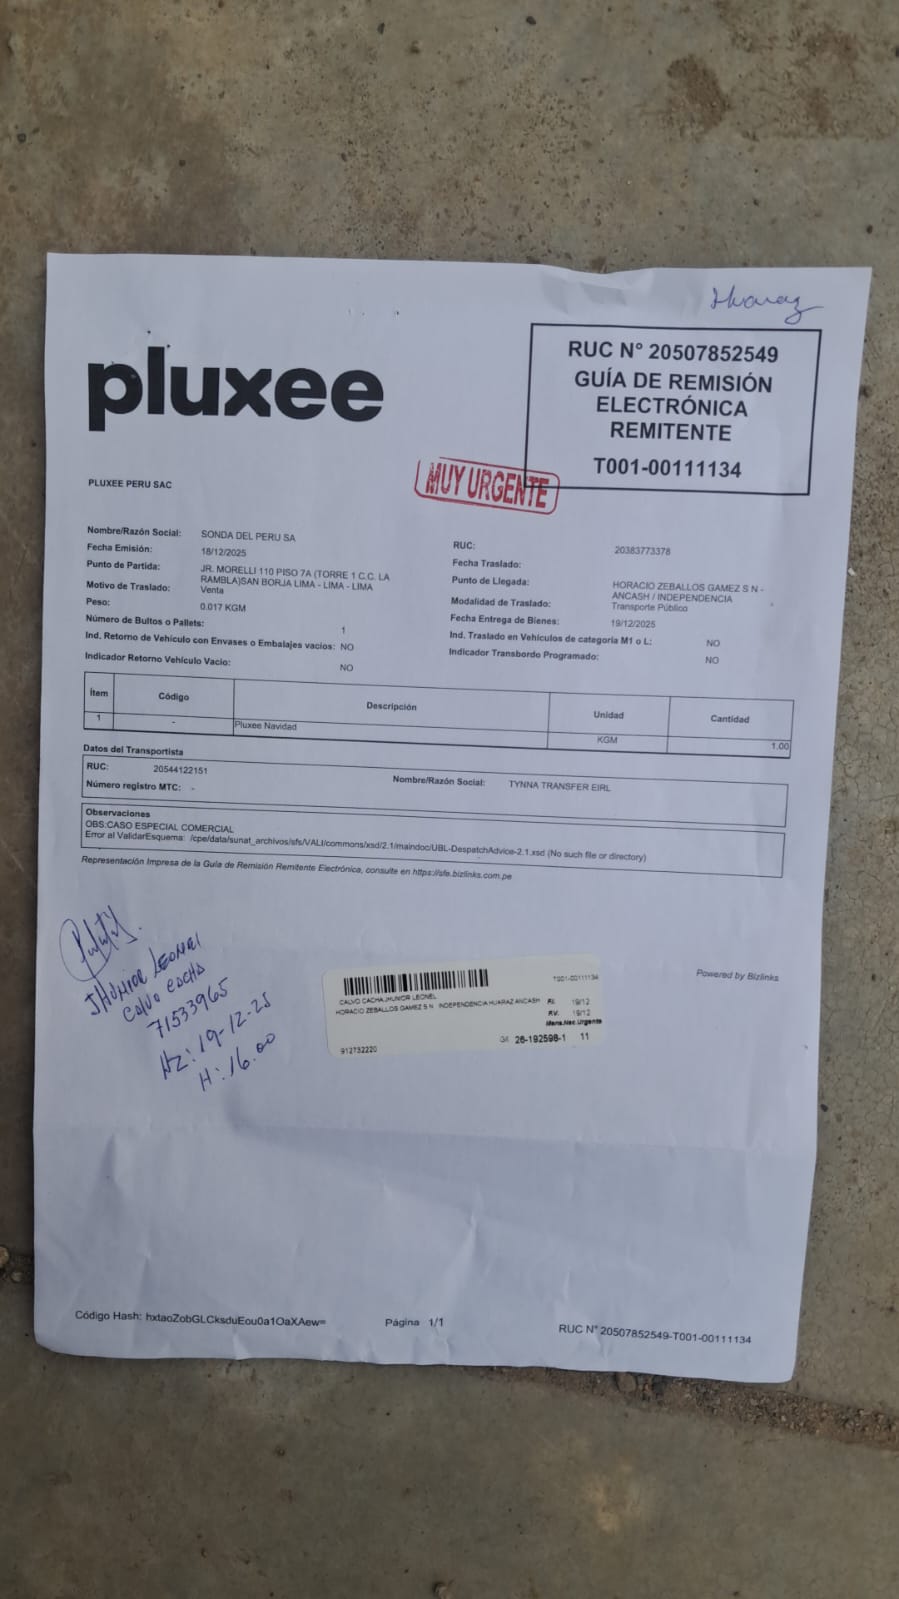 Huaraz
pluxee
RUC N° 20507852549
GUÍA DE REMISIÓN
ELECTRÓNICA
REMITENTE
T001-00111134
MUY URGENTE
PLUXEE PERU SAC
Nombre/Razón Social: SONDA DEL PERU SA
Fecha Emisión: 18/12/2025
Punto de Partida: JR. MORELLI 110 PISO 7A (TORRE 1 C.C. LA
RAMBLA)SAN BORJA LIMA - LIMA - LIMA
Motivo de Traslado: Venta
Peso: 0.017 KGM
Número de Bultos o Pallets: 1
Ind. Retorno de Vehículo con Envases o Embalajes vacios: NO
Indicador Retorno Vehículo Vacio: NO
RUC: 20383773378
Fecha Traslado:
Punto de Llegada: HORACIO ZEBALLOS GAMEZ S N -
ANCASH / INDEPENDENCIA
Modalidad de Traslado: Transporte Público
Fecha Entrega de Bienes: 19/12/2025
Ind. Traslado en Vehículos de categoría M1 o L: NO
Indicador Transbordo Programado: NO
Ítem Código Descripción Unidad Cantidad
1 - Pluxee Navidad KGM 1.00
Datos del Transportista
RUC: 20544122151 Nombre/Razón Social: TYNNA TRANSFER EIRL
Número registro MTC: -
Observaciones
OBS:CASO ESPECIAL COMERCIAL
Error al ValidarEsquema: /cpe/data/sunat_archivos/sfs/VALI/commons/xsd/2.1/maindoc/UBL-DespatchAdvice-2.1.xsd (No such file or directory)
Representación Impresa de la Guía de Remisión Remitente Electrónica, consulte en https://sfe.bizlinks.com.pe
Powered by Bizlinks
JHUNIOR LEONEL
CALVO CACHA
71533965
HZ: 19-12-25
H: 16.00
T001-00111134
CALVO CACHA JHUNIOR LEONEL
HORACIO ZEBALLOS GAMEZ S N INDEPENDENCIA HUARAZ ANCASH
19/12
RV. 19/12
Mens.Nac.Urgente
912732220 26-192598-1 11
Código Hash: hxtaoZobGLCksduEou0a1OaXAew=
Página 1/1
RUC N° 20507852549-T001-00111134